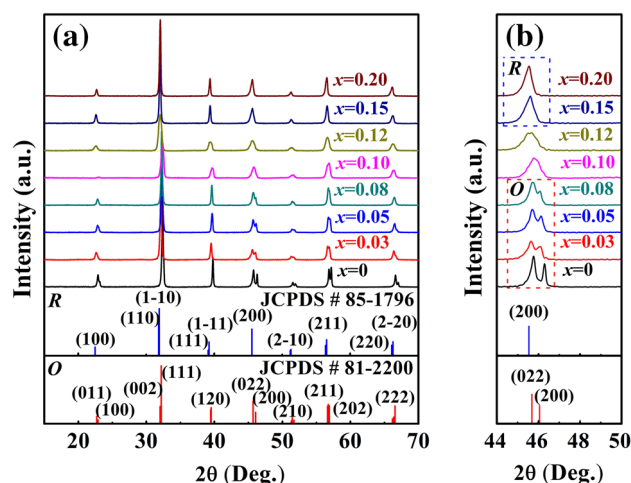 (a)
x=0.20
x=0.15
x=0.12
x=0.10
x=0.08
x=0.05
x=0.03
x=0
Intensity (a.u.)
R
(1-10)
JCPDS # 85-1796
(100)
(110)
(111)
(1-11)
(200)
(2-10)
(211)
(220)
(2-20)
O
JCPDS # 81-2200
(011)
(100)
(002)
(111)
(120)
(022)
(200)
(210)
(211)
(202)
(222)
20 30 40 50 60 70
2θ (Deg.)
(b)
R
x=0.20
x=0.15
x=0.12
x=0.10
O
x=0.08
x=0.05
x=0.03
x=0
Intensity (a.u.)
(200)
(022)
(200)
44 46 48 50
2θ (Deg.)